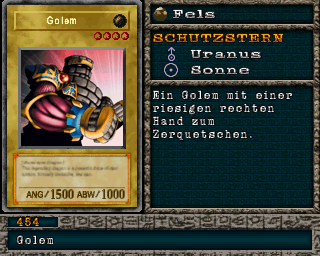 Golem
ANG/1500 ABW/1000
Fels
SCHUTZSTERN
Uranus
Sonne
Ein Golem mit einer
riesigen rechten
Hand zum
Zerquetschen.
454
Golem